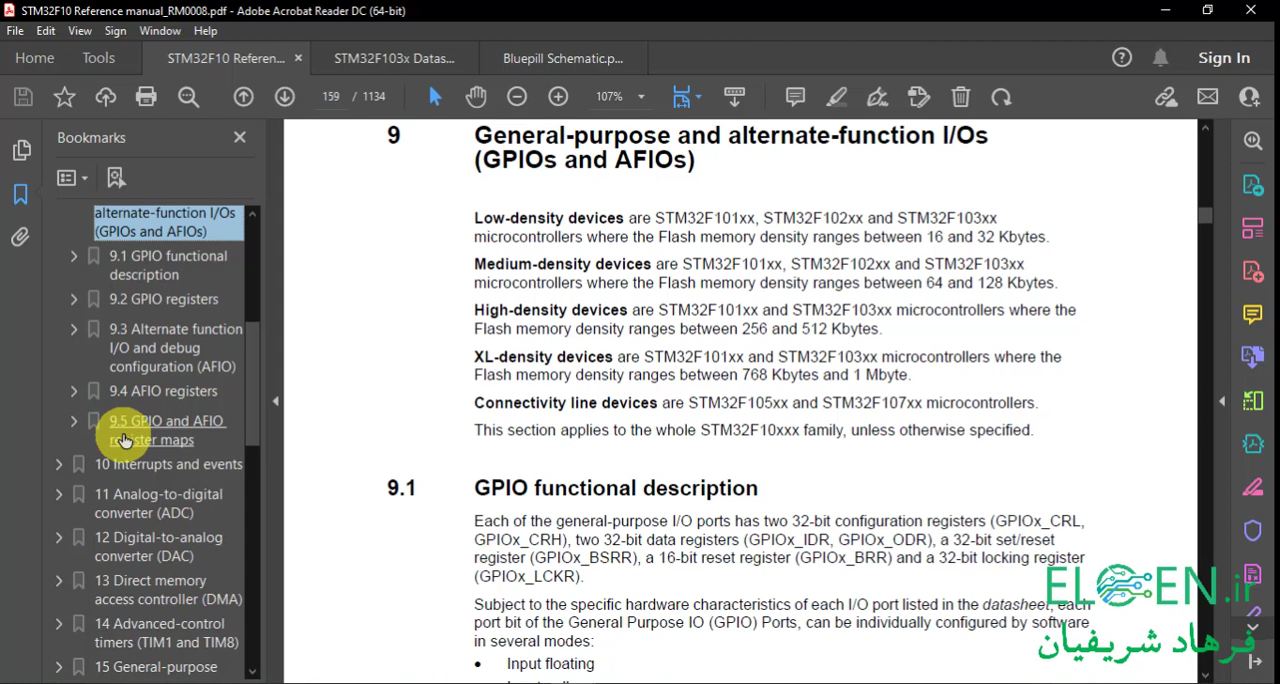 STM32F10 Reference manual_RM0008.pdf - Adobe Acrobat Reader DC (64-bit)
File Edit View Sign Window Help
Home Tools STM32F10 Referen... × STM32F103x Datas... Bluepill Schematic.p... Sign In
159 / 1134 107%
Bookmarks
alternate-function I/Os
(GPIOs and AFIOs)
9.1 GPIO functional
description
9.2 GPIO registers
9.3 Alternate function
I/O and debug
configuration (AFIO)
9.4 AFIO registers
9.5 GPIO and AFIO
register maps
10 Interrupts and events
11 Analog-to-digital
converter (ADC)
12 Digital-to-analog
converter (DAC)
13 Direct memory
access controller (DMA)
14 Advanced-control
timers (TIM1 and TIM8)
15 General-purpose
9 General-purpose and alternate-function I/Os
(GPIOs and AFIOs)
Low-density devices are STM32F101xx, STM32F102xx and STM32F103xx
microcontrollers where the Flash memory density ranges between 16 and 32 Kbytes.
Medium-density devices are STM32F101xx, STM32F102xx and STM32F103xx
microcontrollers where the Flash memory density ranges between 64 and 128 Kbytes.
High-density devices are STM32F101xx and STM32F103xx microcontrollers where the
Flash memory density ranges between 256 and 512 Kbytes.
XL-density devices are STM32F101xx and STM32F103xx microcontrollers where the
Flash memory density ranges between 768 Kbytes and 1 Mbyte.
Connectivity line devices are STM32F105xx and STM32F107xx microcontrollers.
This section applies to the whole STM32F10xxx family, unless otherwise specified.
9.1 GPIO functional description
Each of the general-purpose I/O ports has two 32-bit configuration registers (GPIOx_CRL,
GPIOx_CRH), two 32-bit data registers (GPIOx_IDR, GPIOx_ODR), a 32-bit set/reset
register (GPIOx_BSRR), a 16-bit reset register (GPIOx_BRR) and a 32-bit locking register
(GPIOx_LCKR).
Subject to the specific hardware characteristics of each I/O port listed in the datasheet, each
port bit of the General Purpose IO (GPIO) Ports, can be individually configured by software
in several modes:
• Input floating
ELOEN.ir
فرهاد شریفیان